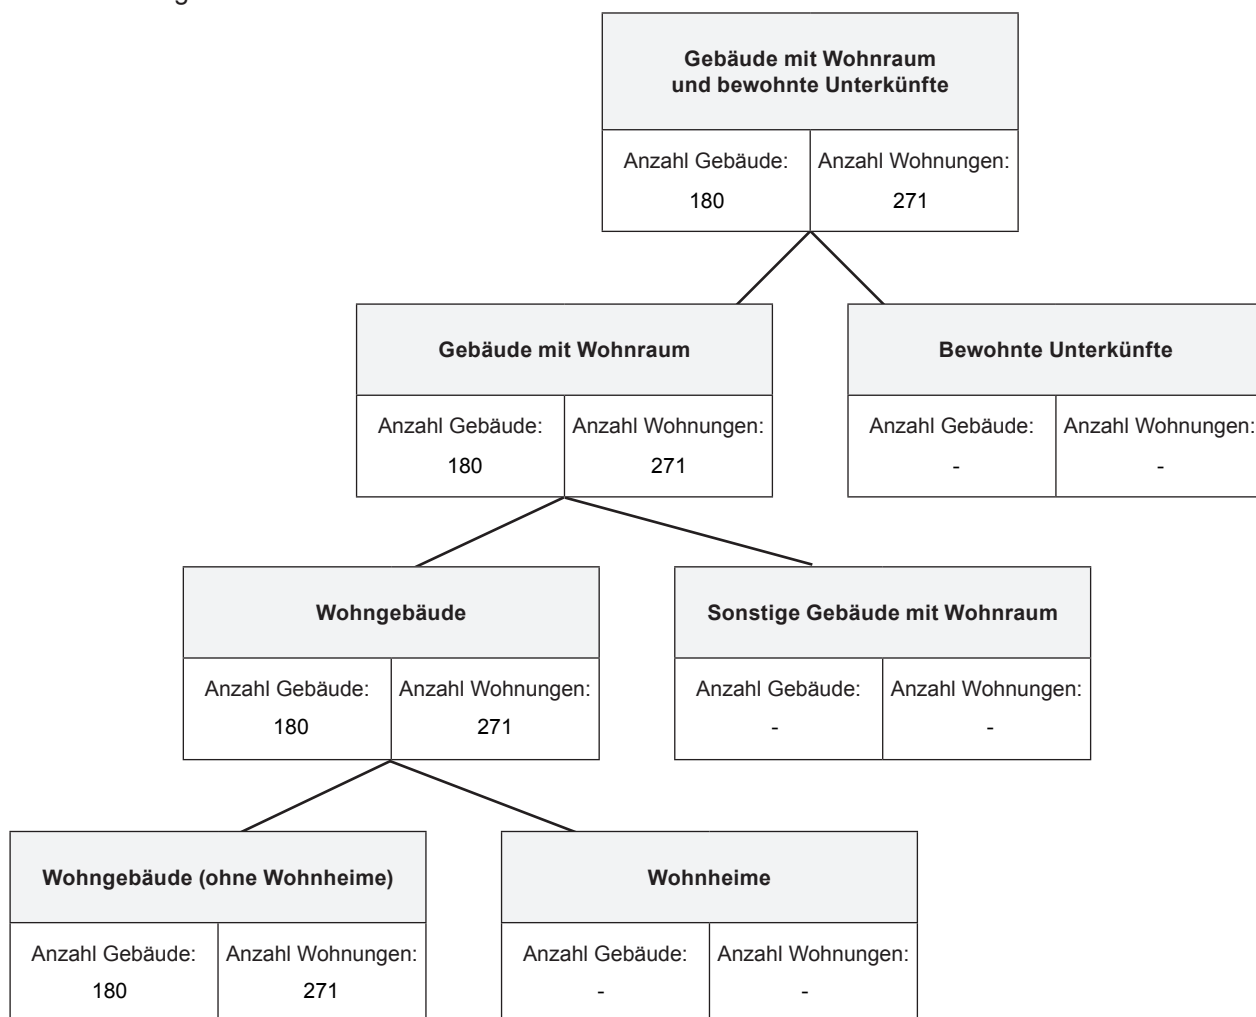 Gebäude mit Wohnraum
und bewohnte Unterkünfte
Anzahl Gebäude: Anzahl Wohnungen:
180 271
Gebäude mit Wohnraum
Anzahl Gebäude: Anzahl Wohnungen:
180 271
Bewohnte Unterkünfte
Anzahl Gebäude: Anzahl Wohnungen:
- -
Wohngebäude
Anzahl Gebäude: Anzahl Wohnungen:
180 271
Sonstige Gebäude mit Wohnraum
Anzahl Gebäude: Anzahl Wohnungen:
- -
Wohngebäude (ohne Wohnheime)
Anzahl Gebäude: Anzahl Wohnungen:
180 271
Wohnheime
Anzahl Gebäude: Anzahl Wohnungen:
- -